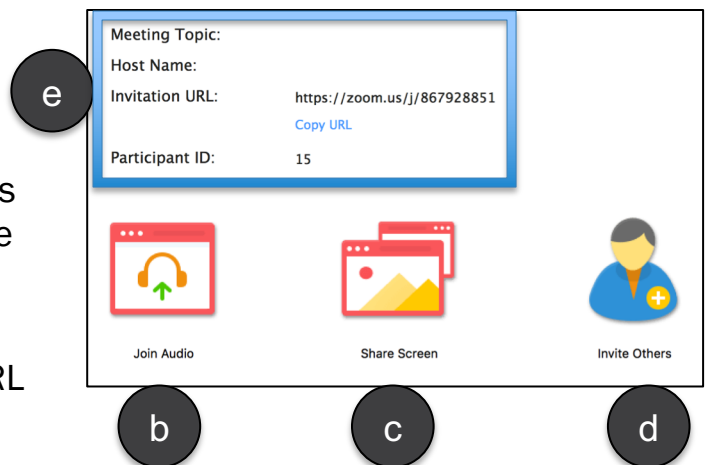 Meeting Topic:
Host Name:
e
Invitation URL: https://zoom.us/j/867928851
Copy URL
Participant ID: 15
Join Audio Share Screen Invite Others
b c d